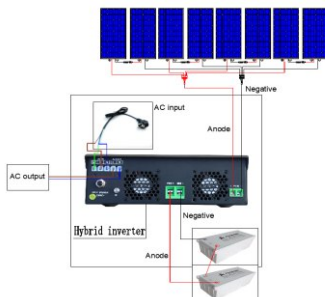 Negative
AC input
Anode
AC output
Negative
Hybrid inverter
Anode